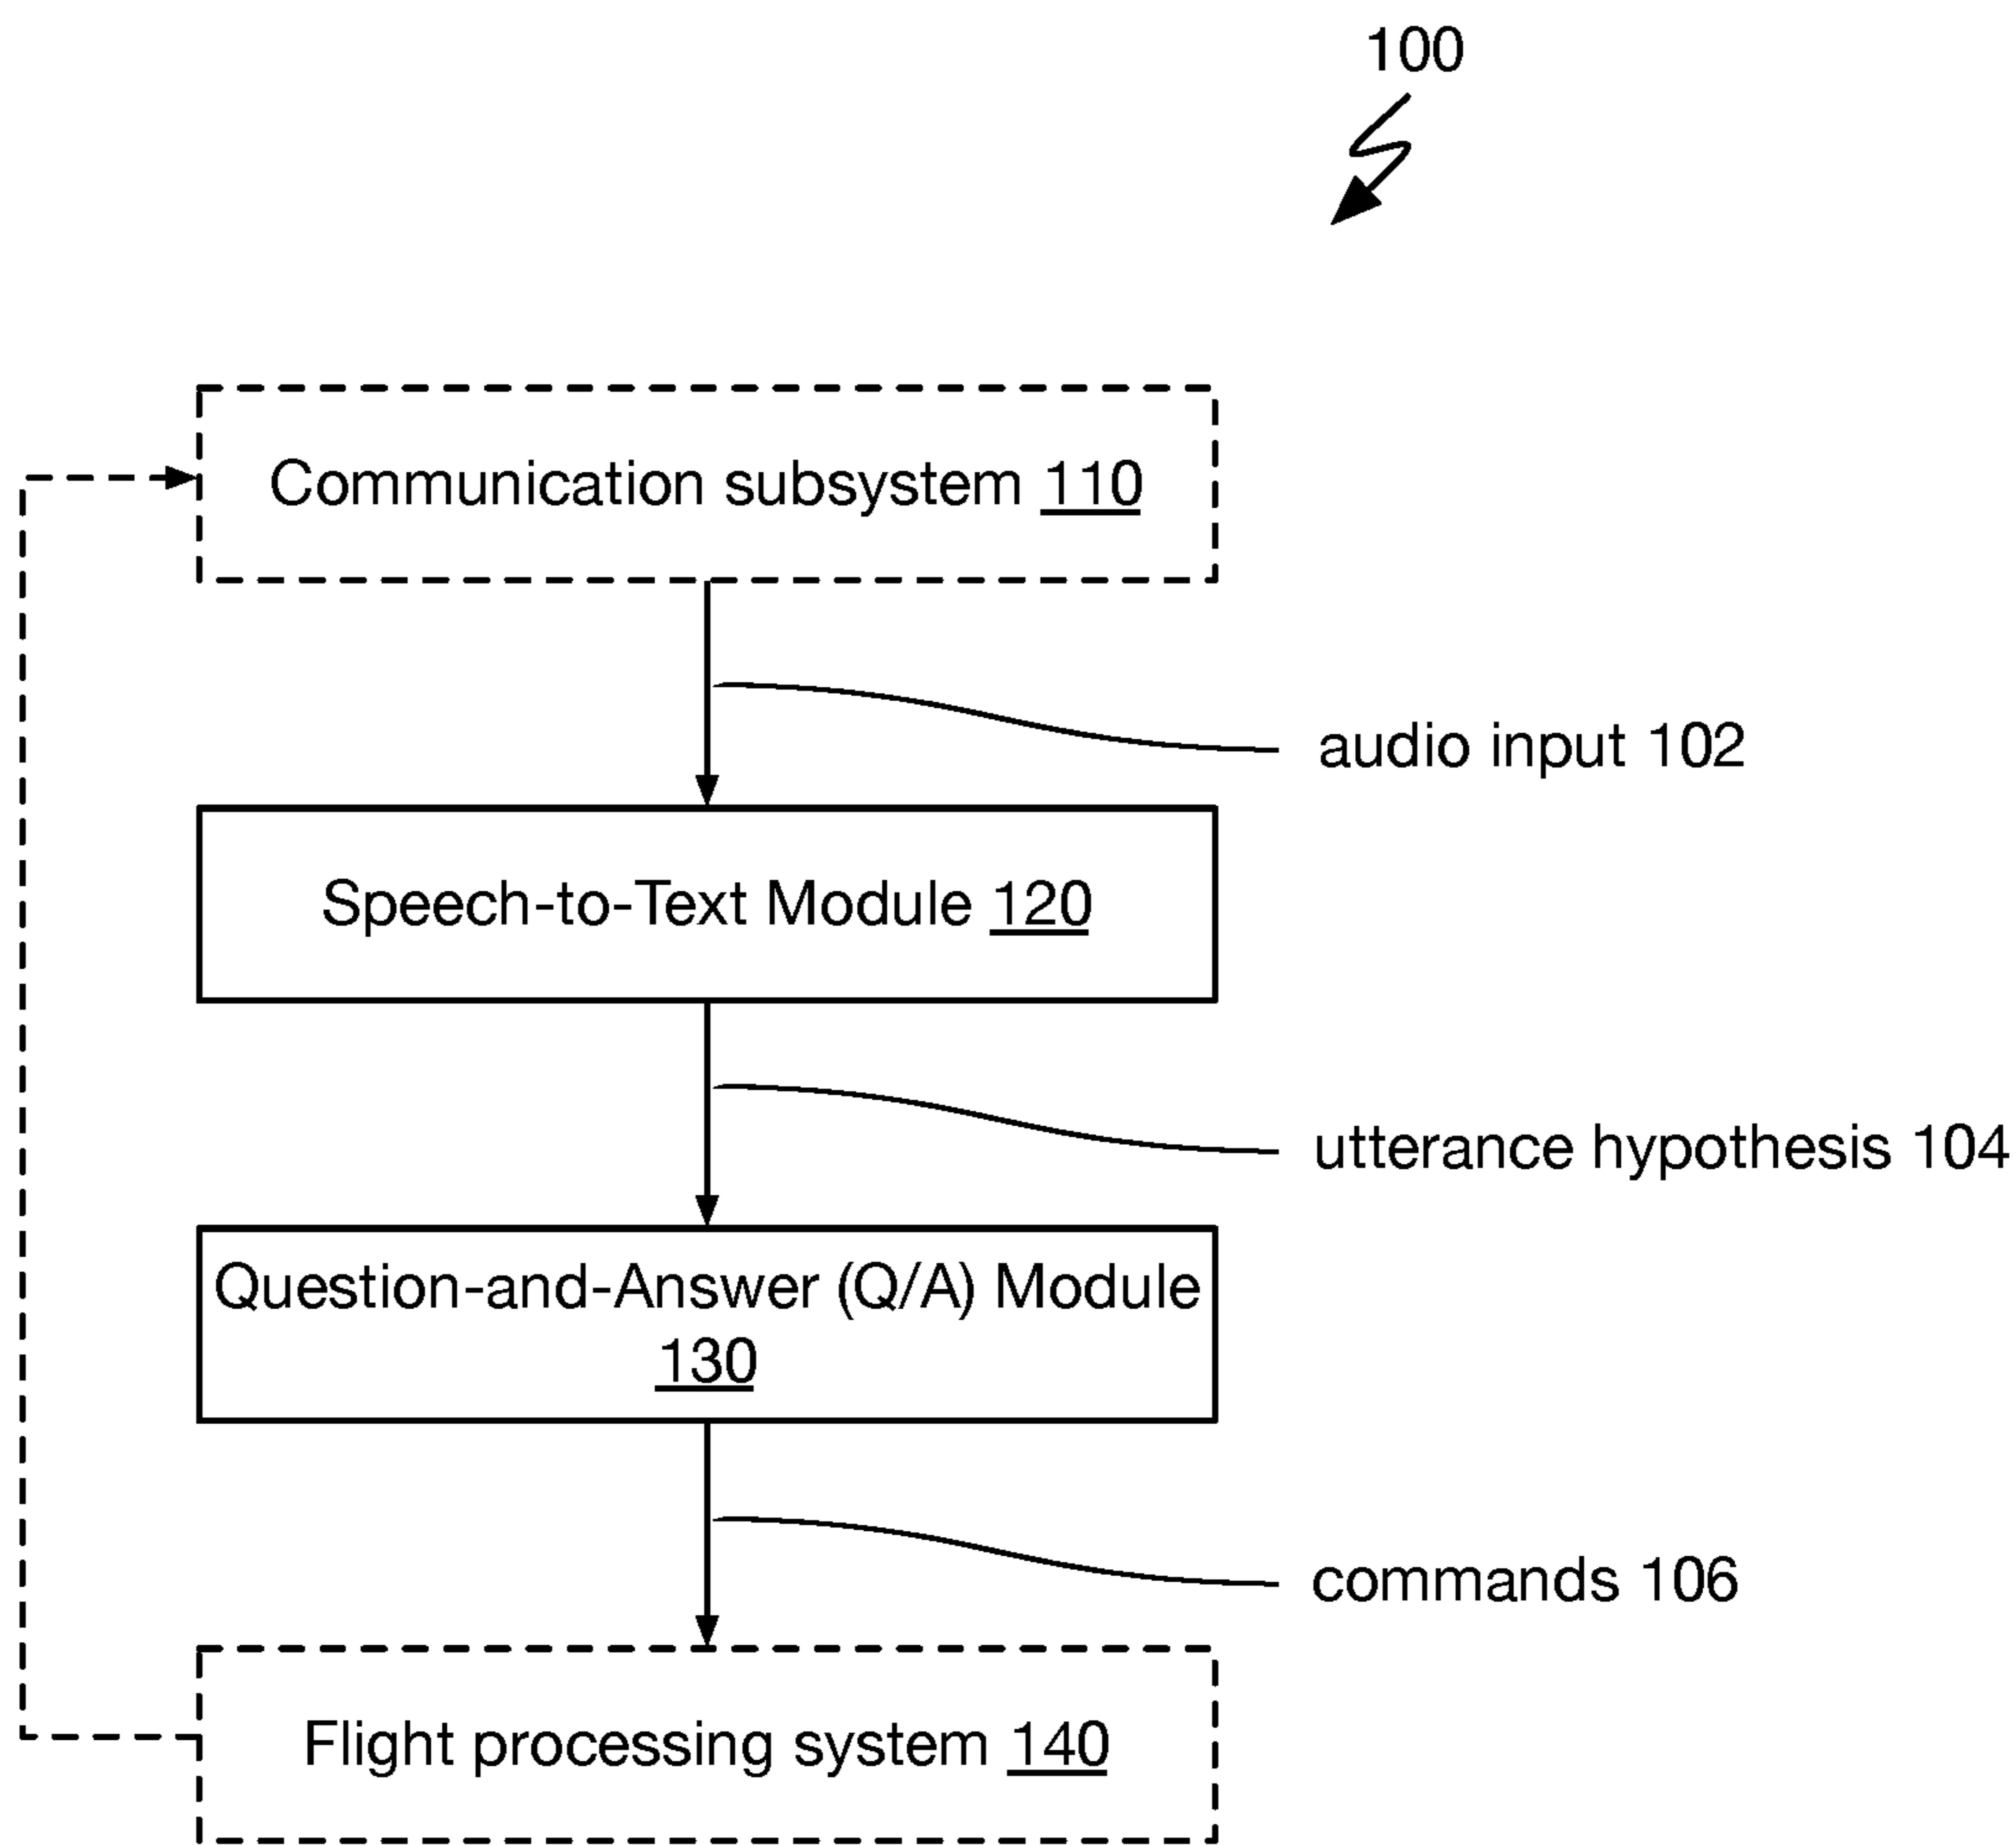 100
Communication subsystem 110
audio input 102
Speech-to-Text Module 120
utterance hypothesis 104
Question-and-Answer (Q/A) Module
130
commands 106
Flight processing system 140